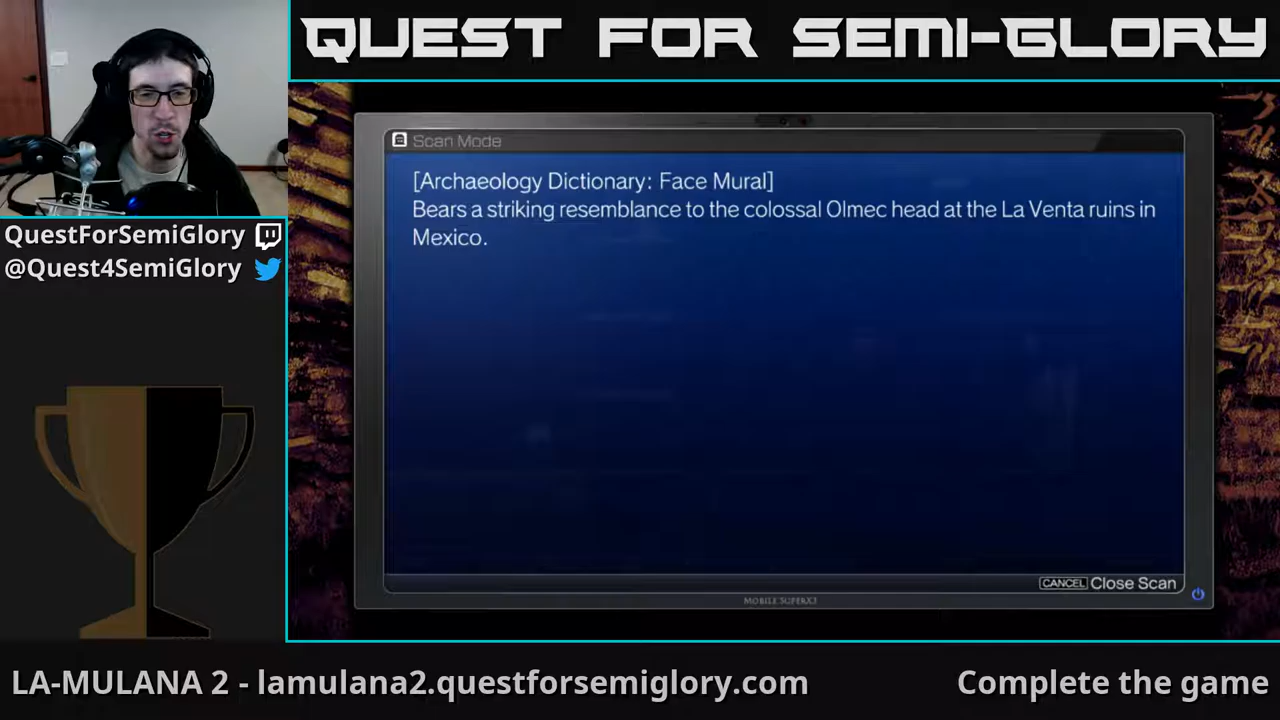 QUEST FOR SEMI-GLORY
Scan Mode
[Archaeology Dictionary: Face Mural]
Bears a striking resemblance to the colossal Olmec head at the La Venta ruins in
Mexico.
QuestForSemiGlory
@Quest4SemiGlory
CANCEL Close Scan
MOBILE SUPERX3
LA-MULANA 2 - lamulana2.questforsemiglory.com
Complete the game